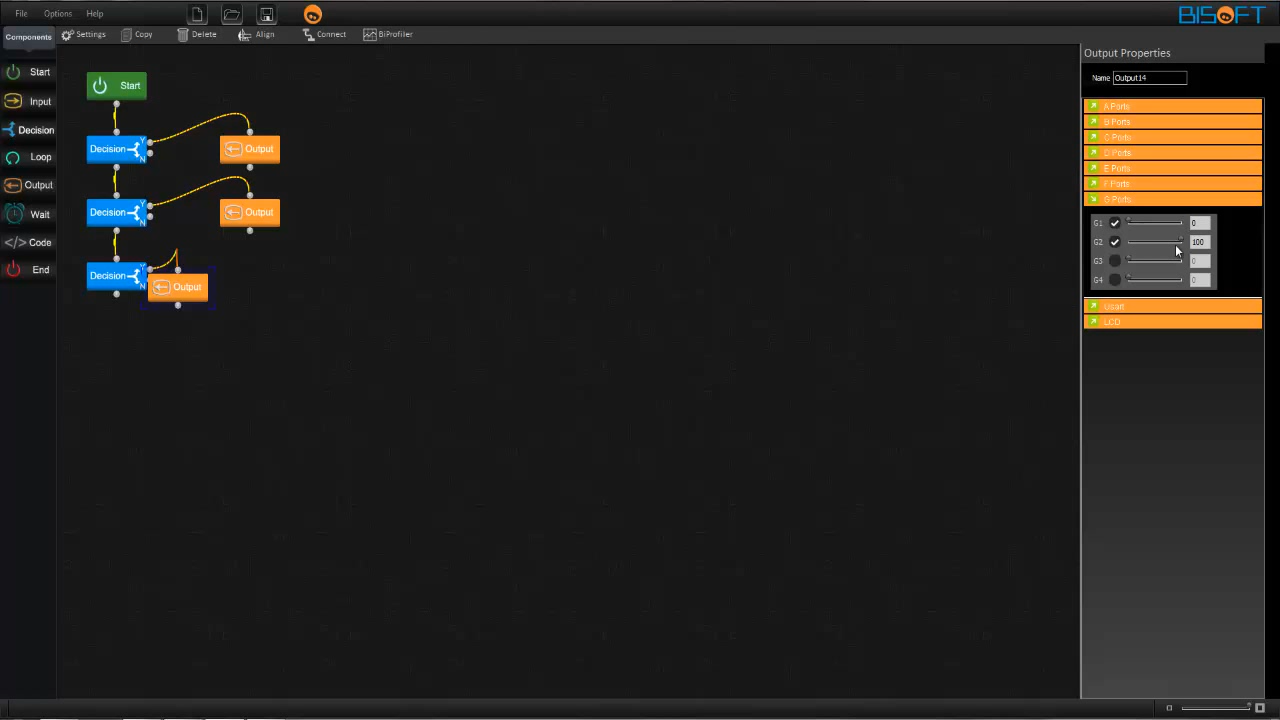 File Options Help
BISOFT
Components Settings Copy Delete Align Connect BiProfiler
Start
Input
Decision
Loop
Output
Wait
</> Code
End
Start
Decision Y N Output
Decision Y N Output
Decision Y N Output
Output Properties
Name Output14
A Ports
B Ports
C Ports
D Ports
E Ports
F Ports
G Ports
G1 0
G2 100
G3 0
G4 0
Usart
LCD